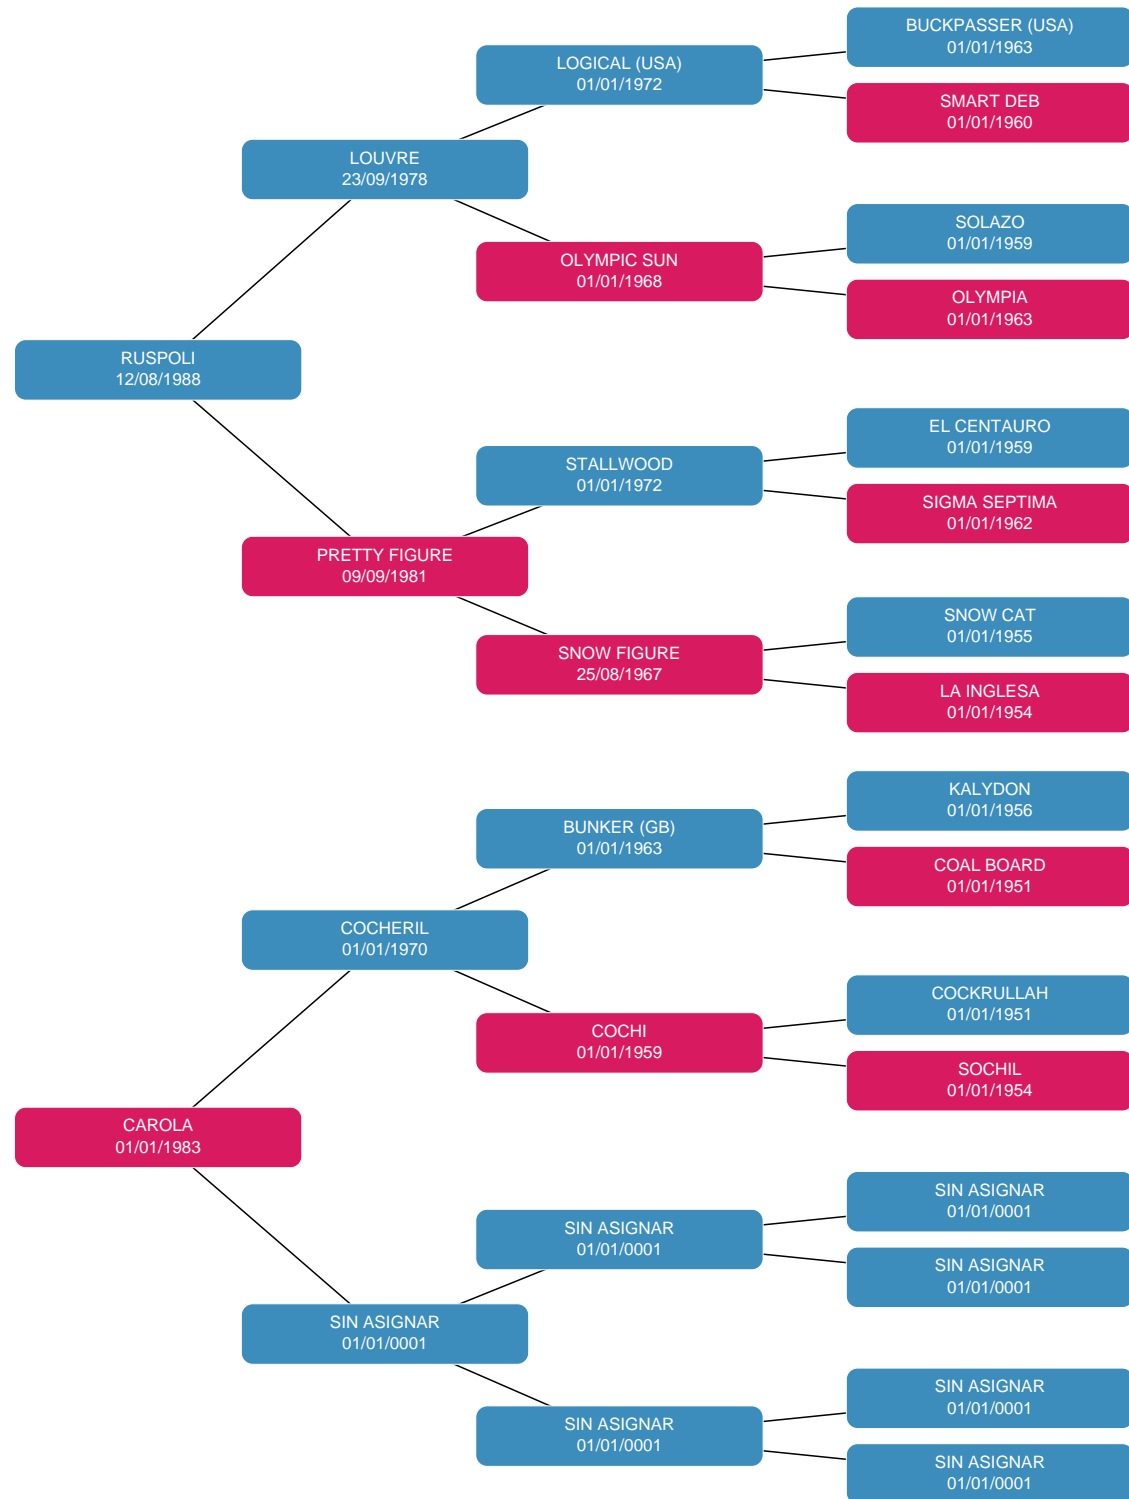 BUCKPASSER (USA)
01/01/1963
LOGICAL (USA)
01/01/1972
SMART DEB
01/01/1960
LOUVRE
23/09/1978
SOLAZO
01/01/1959
OLYMPIC SUN
01/01/1968
OLYMPIA
01/01/1963
RUSPOLI
12/08/1988
EL CENTAURO
01/01/1959
STALLWOOD
01/01/1972
SIGMA SEPTIMA
01/01/1962
PRETTY FIGURE
09/09/1981
SNOW CAT
01/01/1955
SNOW FIGURE
25/08/1967
LA INGLESA
01/01/1954
KALYDON
01/01/1956
BUNKER (GB)
01/01/1963
COAL BOARD
01/01/1951
COCHERIL
01/01/1970
COCKRULLAH
01/01/1951
COCHI
01/01/1959
SOCHIL
01/01/1954
CAROLA
01/01/1983
SIN ASIGNAR
01/01/0001
SIN ASIGNAR
01/01/0001
SIN ASIGNAR
01/01/0001
SIN ASIGNAR
01/01/0001
SIN ASIGNAR
01/01/0001
SIN ASIGNAR
01/01/0001
SIN ASIGNAR
01/01/0001